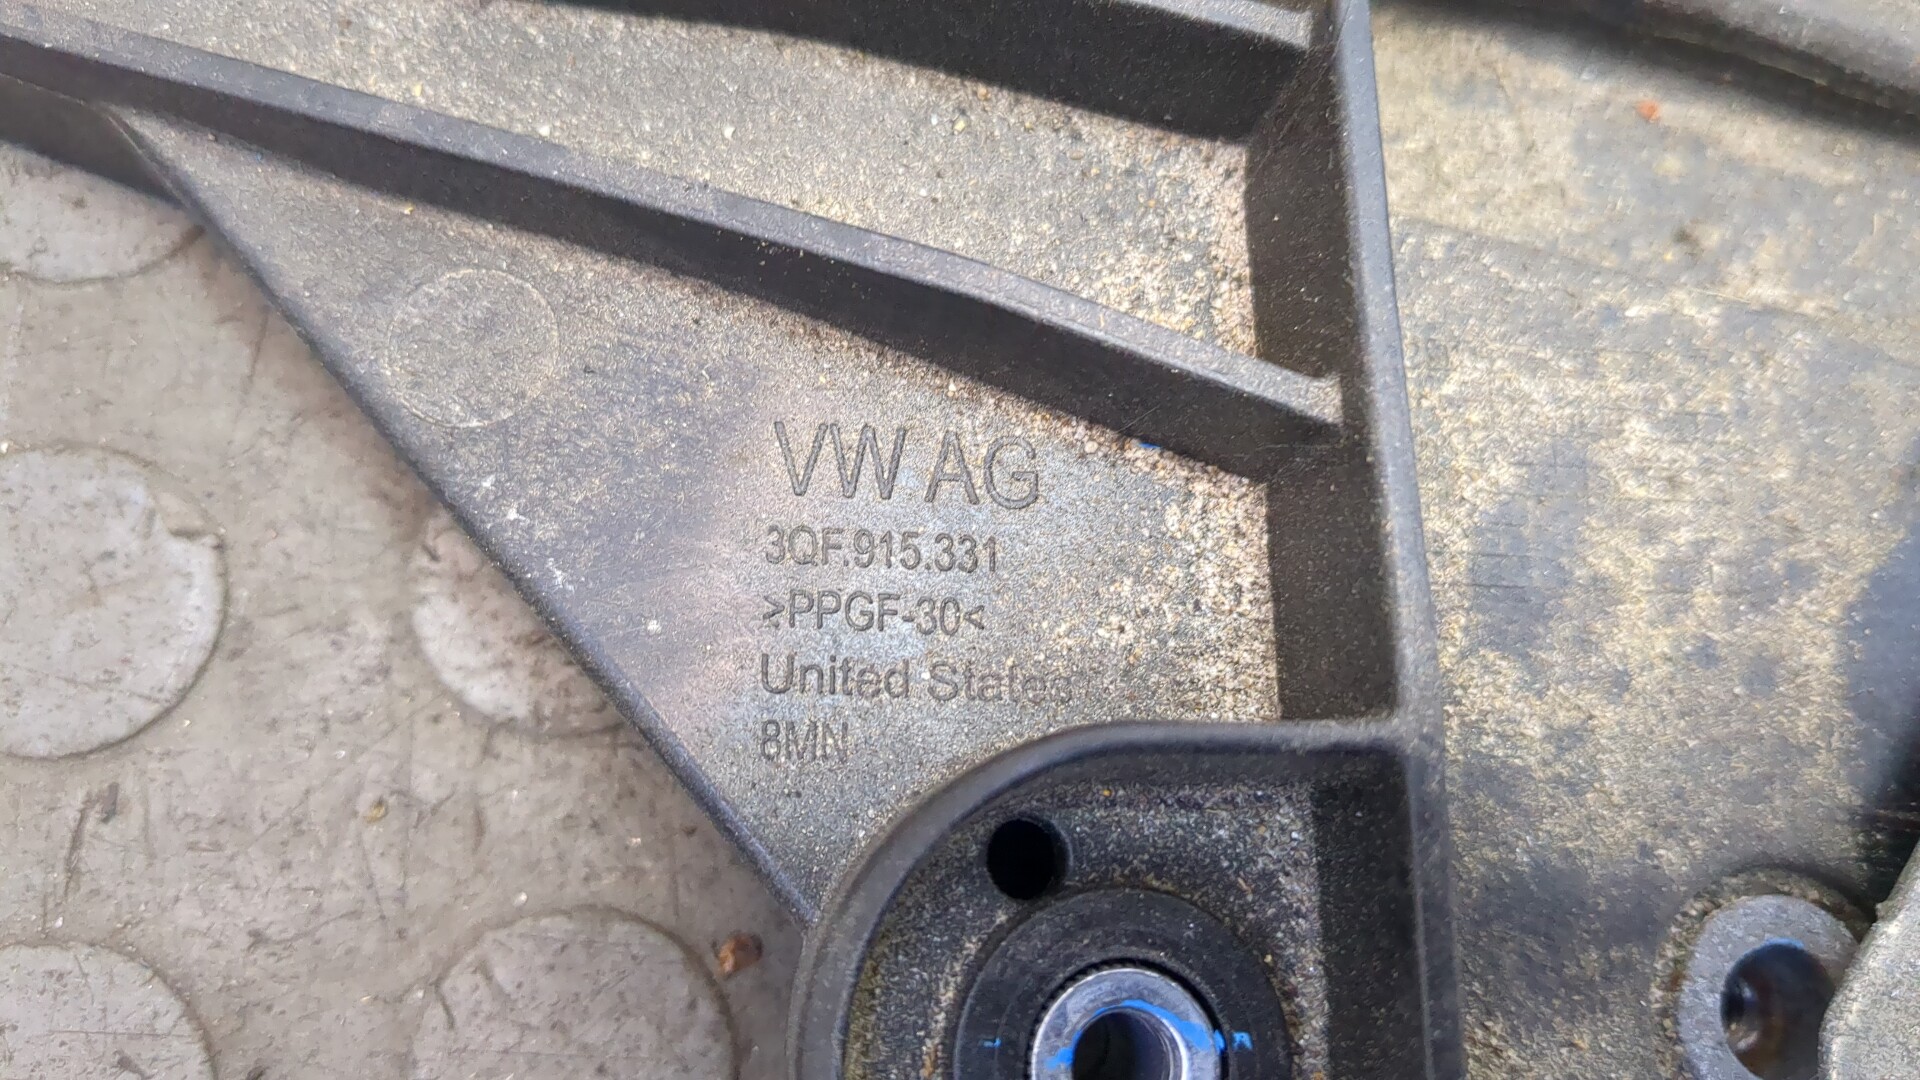 VW AG
3QF.915.331
>PPGF-30<
United States
8MN